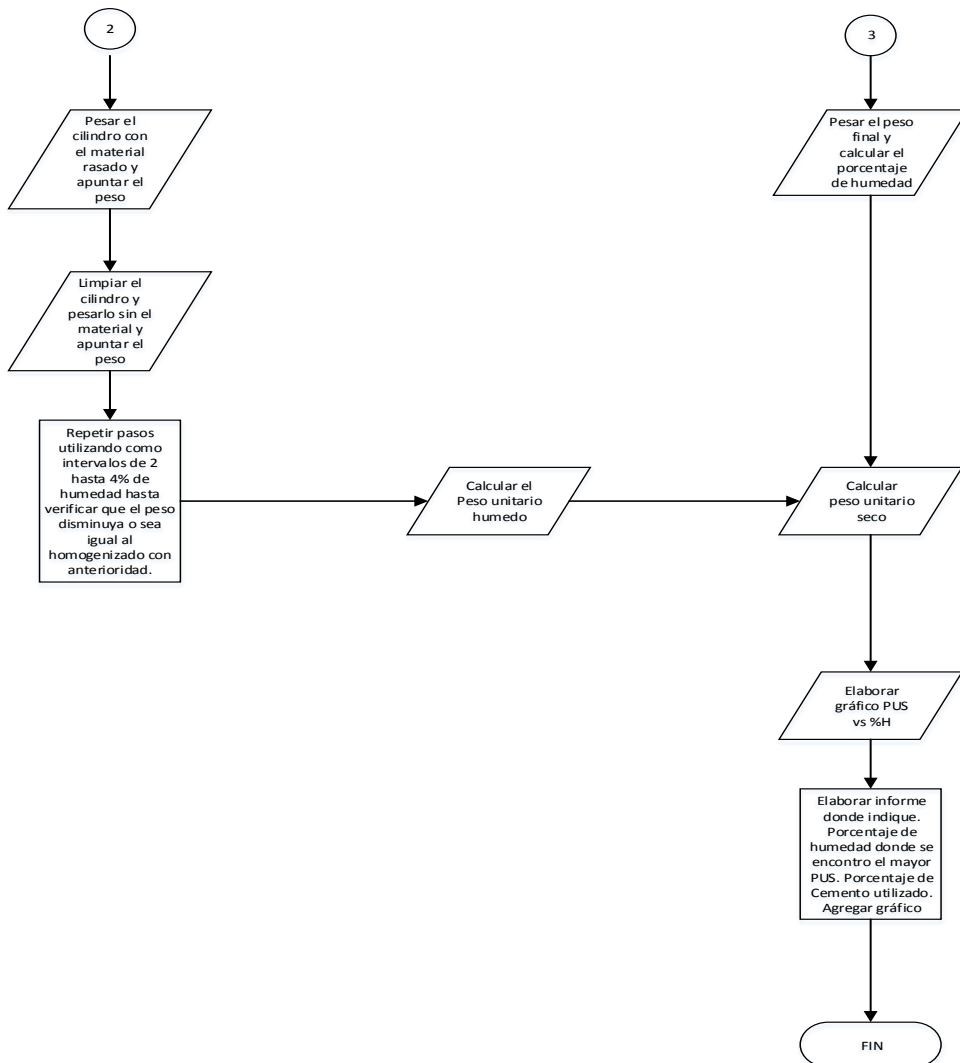 2
Pesar el
cilindro con
el material
rasado y
apuntar el
peso
Limpiar el
cilindro y
pesarlo sin el
material y
apuntar el
peso
Repetir pasos
utilizando como
intervalos de 2
hasta 4% de
humedad hasta
verificar que el peso
disminuya o sea
igual al
homogenizado con
anterioridad.
Calcular el
Peso unitario
humedo
3
Pesar el peso
final y
calcular el
porcentaje
de humedad
Calcular
peso unitario
seco
Elaborar
gráfico PUS
vs %H
Elaborar informe
donde indique.
Porcentaje de
humedad donde se
encontro el mayor
PUS. Porcentaje de
Cemento utilizado.
Agregar gráfico
FIN